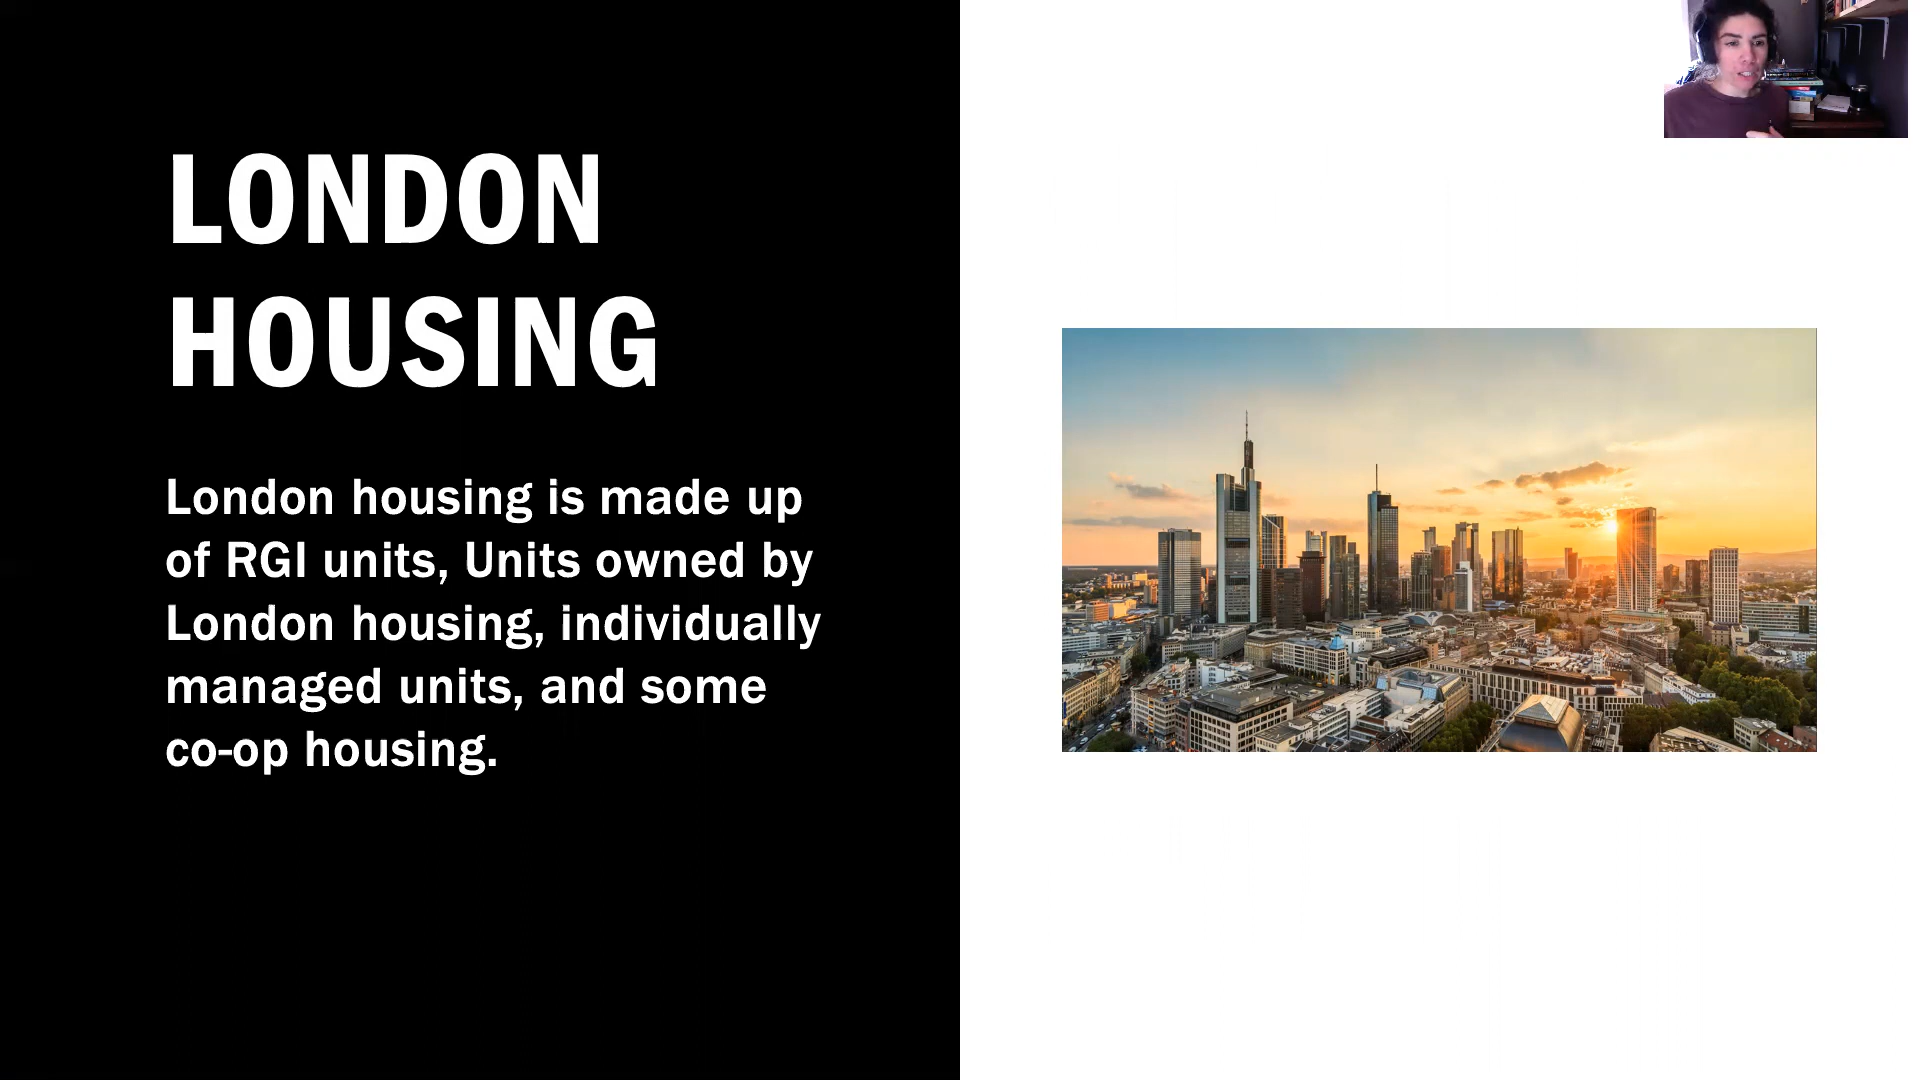 LONDON
HOUSING
London housing is made up
of RGI units, Units owned by
London housing, individually
managed units, and some
co-op housing.